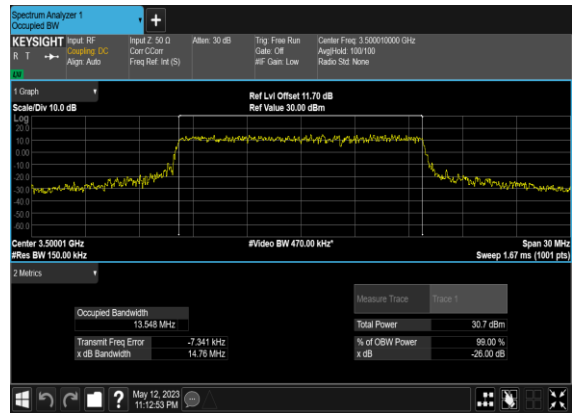 Spectrum Analyzer 1
Occupied BW
+
KEYSIGHT Input: RF Input Z: 50 Ω Atten: 30 dB Trig: Free Run Center Freq: 3.500010000 GHz
R T Coupling: DC Corr CCorr Gate: Off Avg|Hold: 100/100
Align: Auto Freq Ref: Int (S) #IF Gain: Low Radio Std: None
1 Graph
Ref Lvl Offset 11.70 dB
Scale/Div 10.0 dB Ref Value 30.00 dBm
Log
20.0
10.0
0.00
-10.0
-20.0
-30.0
-40.0
-50.0
-60.0
Center 3.50001 GHz #Video BW 470.00 kHz* Span 30 MHz
#Res BW 150.00 kHz Sweep 1.67 ms (1001 pts)
2 Metrics
Measure Trace Trace 1
Occupied Bandwidth
13.548 MHz Total Power 30.7 dBm
Transmit Freq Error -7.341 kHz % of OBW Power 99.00 %
x dB Bandwidth 14.76 MHz x dB -26.00 dB
? May 12, 2023
11:12:53 PM